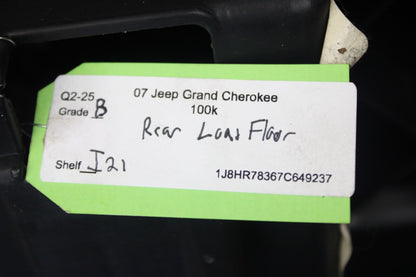 Q2-25 07 Jeep Grand Cherokee
Grade B 100k
Rear Load Floor
Shelf I21 1J8HR78367C649237